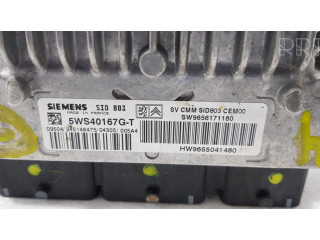 SIEMENS SID 803
MADE IN FRANCE
5WS40167G-T
SV CMM SID803 CEM00
SW9656171180
HW9655041480